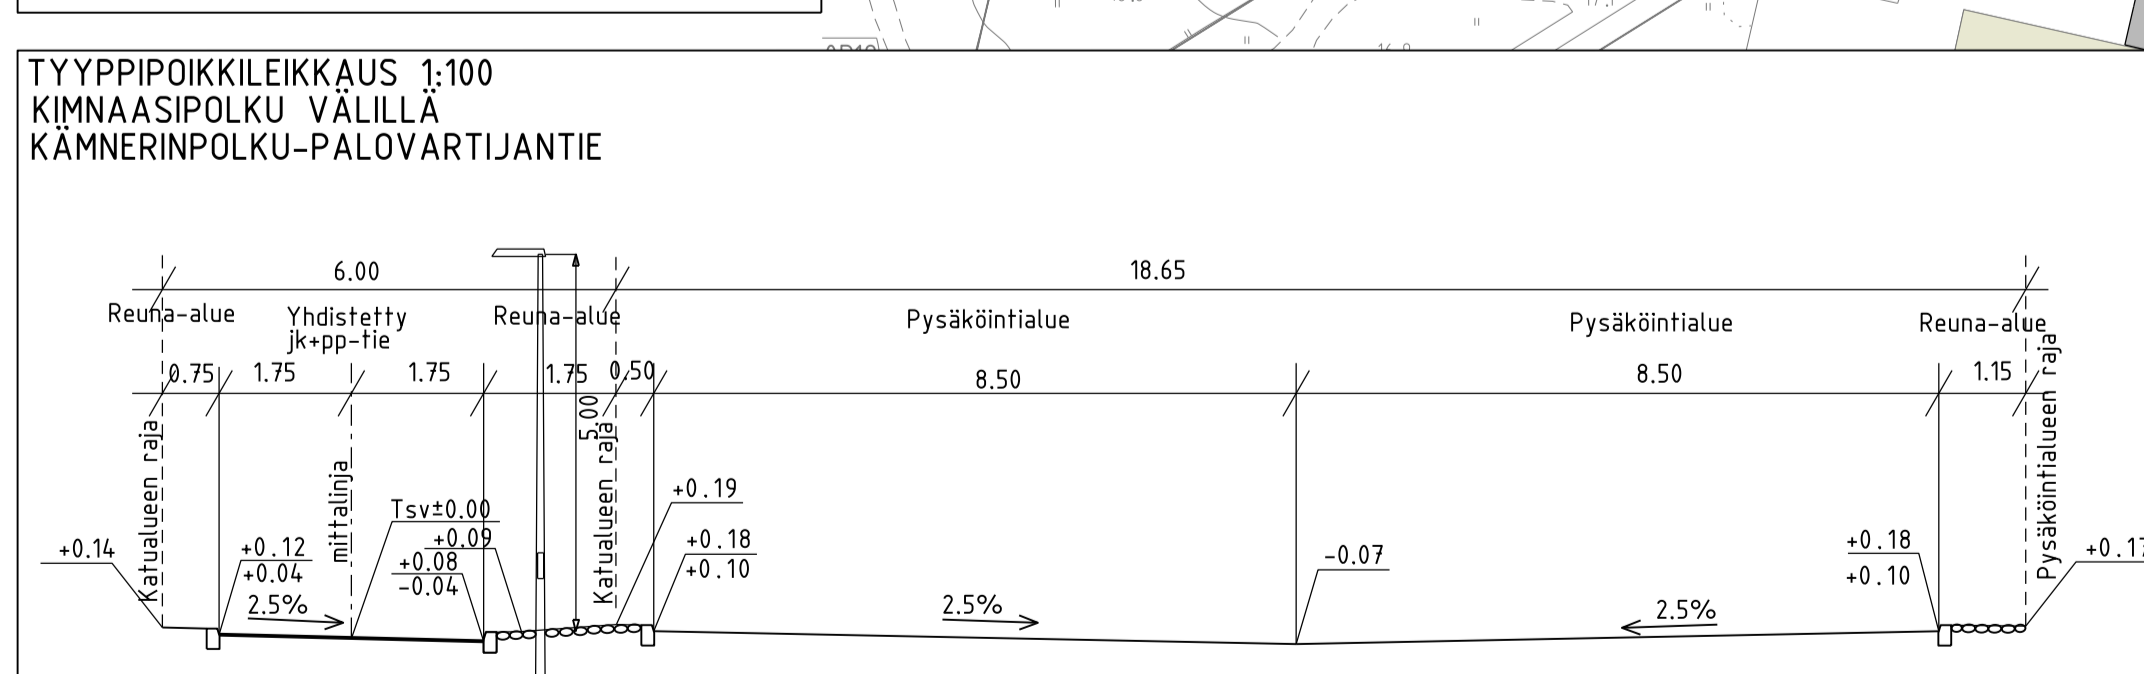 TYYPPIPOIKKILEIKKAUS 1:100
KIMNAASIPOLKU VÄLILLÄ
KÄMNERINPOLKU-PALOVARTIJANTIE
6.00
18.65
Reuna-alue
Yhdistetty
jk+pp-tie
Reuna-alue
Pysäköintialue
Pysäköintialue
Reuna-alue
0.75
1.75
1.75
1.75
0.50
8.50
8.50
1.15
5.00
Katualueen raja
mittalinja
Katualueen raja
Pysäköintialueen raja
+0.14
+0.12
+0.04
2.5%
Tsv±0.00
+0.09
+0.08
-0.04
+0.19
+0.18
+0.10
2.5%
-0.07
2.5%
+0.18
+0.10
+0.17